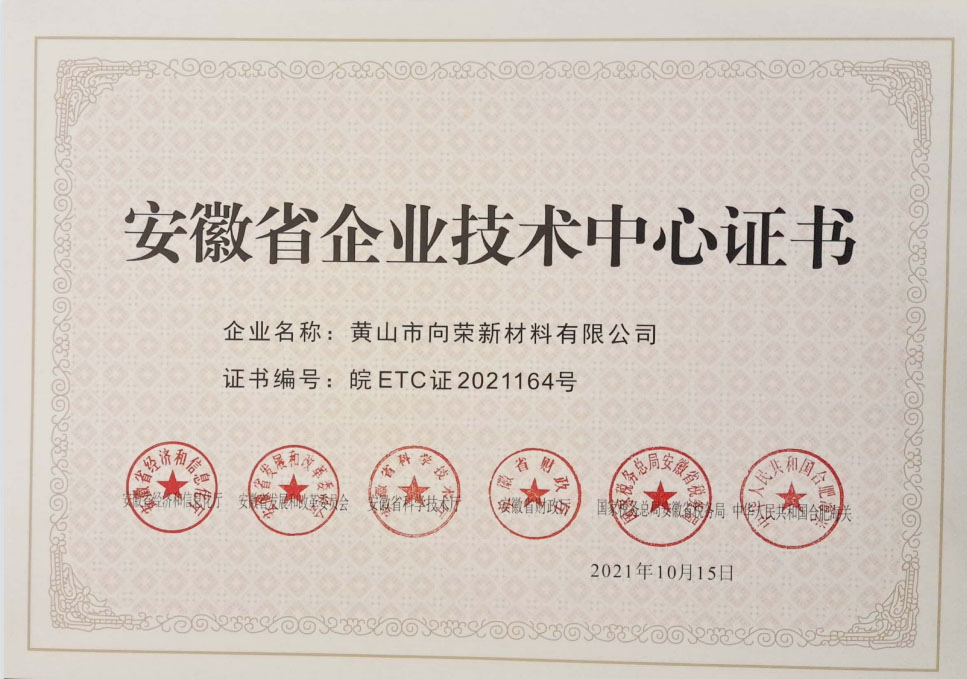 安徽省企业技术中心证书
企业名称：黄山市向荣新材料有限公司
证书编号：皖ETC证2021164号
安徽省经济和信息化厅 安徽省发展和改革委员会 安徽省科学技术厅 安徽省财政厅 国家税务总局安徽省税务局 中华人民共和国合肥海关
2021年10月15日